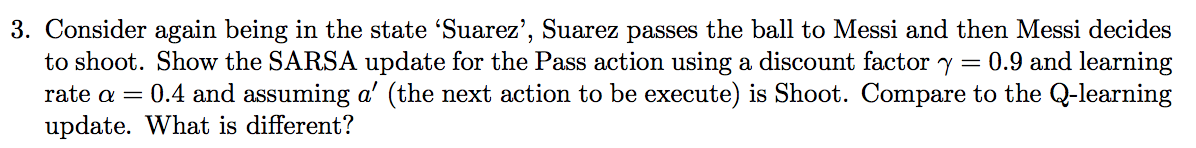 3. Consider again being in the state ‘Suarez’, Suarez passes the ball to Messi and then Messi decides
to shoot. Show the SARSA update for the Pass action using a discount factor γ = 0.9 and learning
rate α = 0.4 and assuming a′ (the next action to be execute) is Shoot. Compare to the Q-learning
update. What is different?